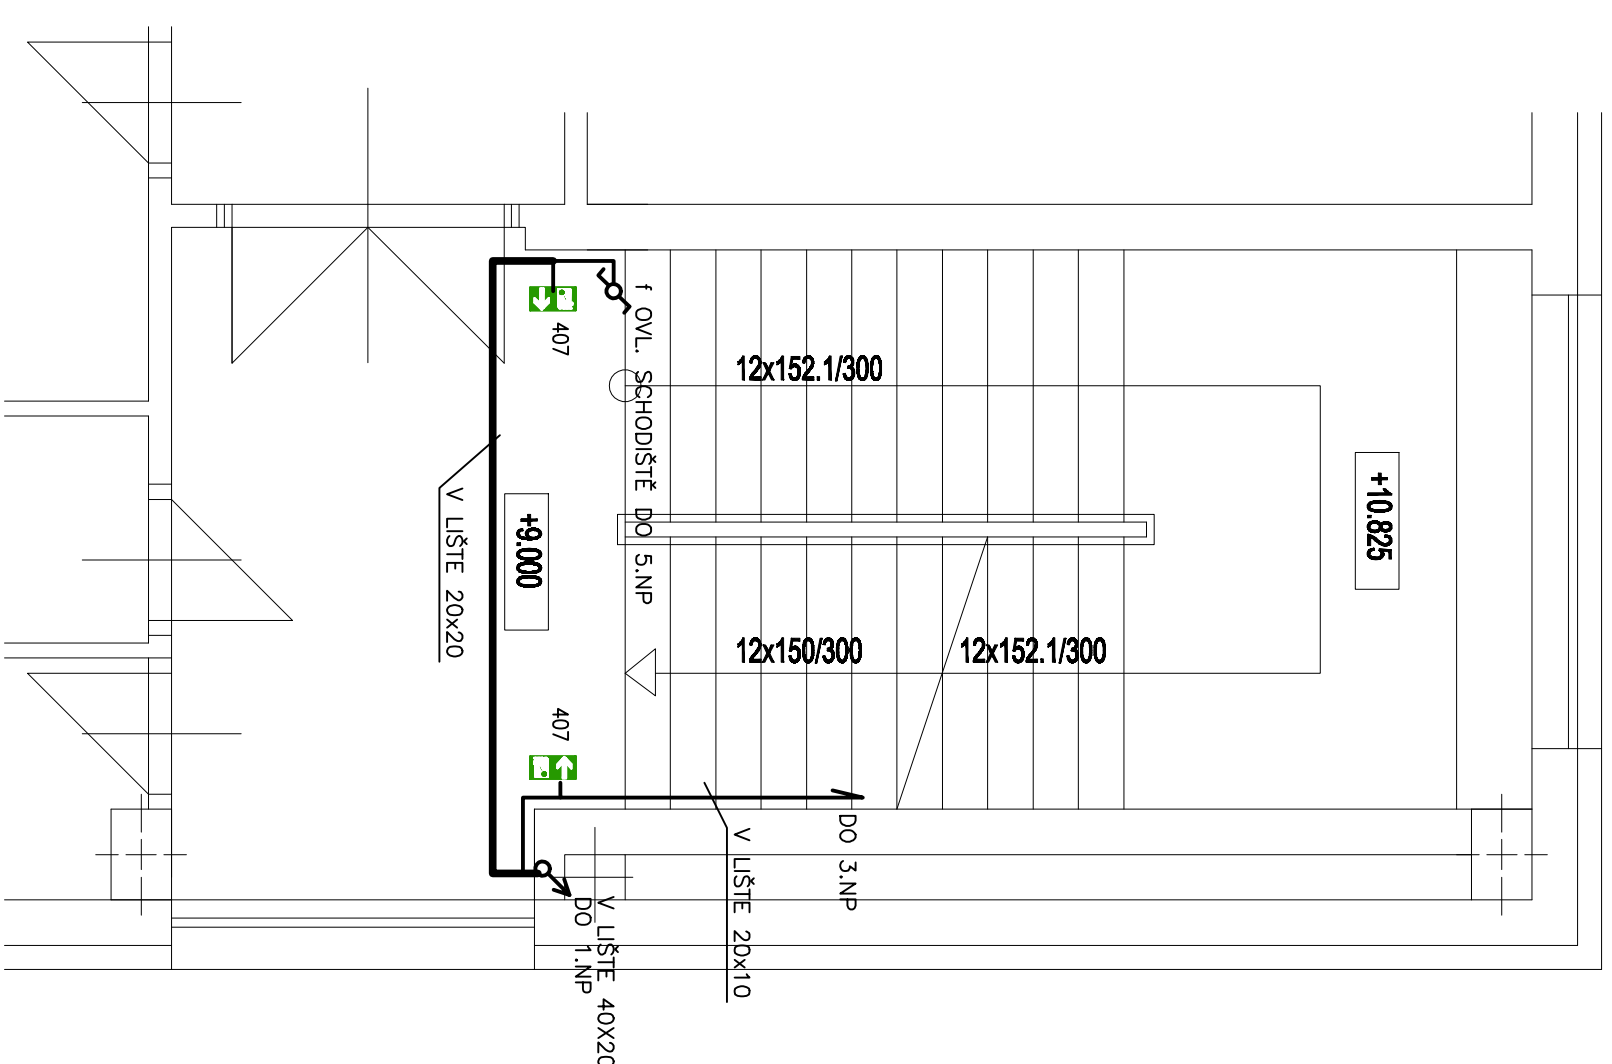 407
f OVL. SCHODIŠTĚ DO 5.NP
12x152.1/300
+10.825
V LIŠTE 20x20
+9.000
12x150/300
12x152.1/300
407
DO 3.NP
V LIŠTE 20x10
V LIŠTE 40X20
DO 1.NP